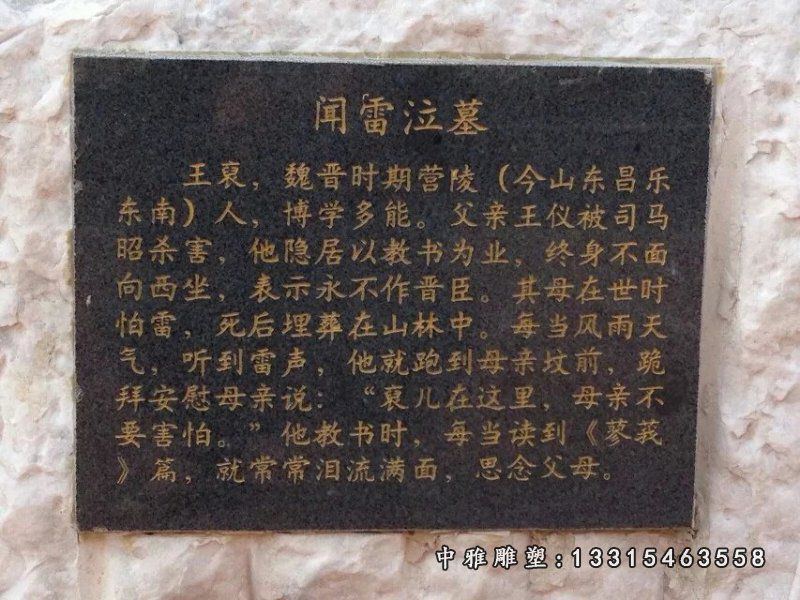 闻雷泣墓
王裒，魏晋时期营陵（今山东昌乐
东南）人，博学多能。父亲王仪被司马
昭杀害，他隐居以教书为业，终身不面
向西坐，表示永不作晋臣。其母在世时
怕雷，死后埋葬在山林中。每当风雨天
气，听到雷声，他就跑到母亲坟前，跪
拜安慰母亲说：“裒儿在这里，母亲不
要害怕。”他教书时，每当读到《蓼莪
》篇，就常常泪流满面，思念父母。
中雅雕塑:13315463558